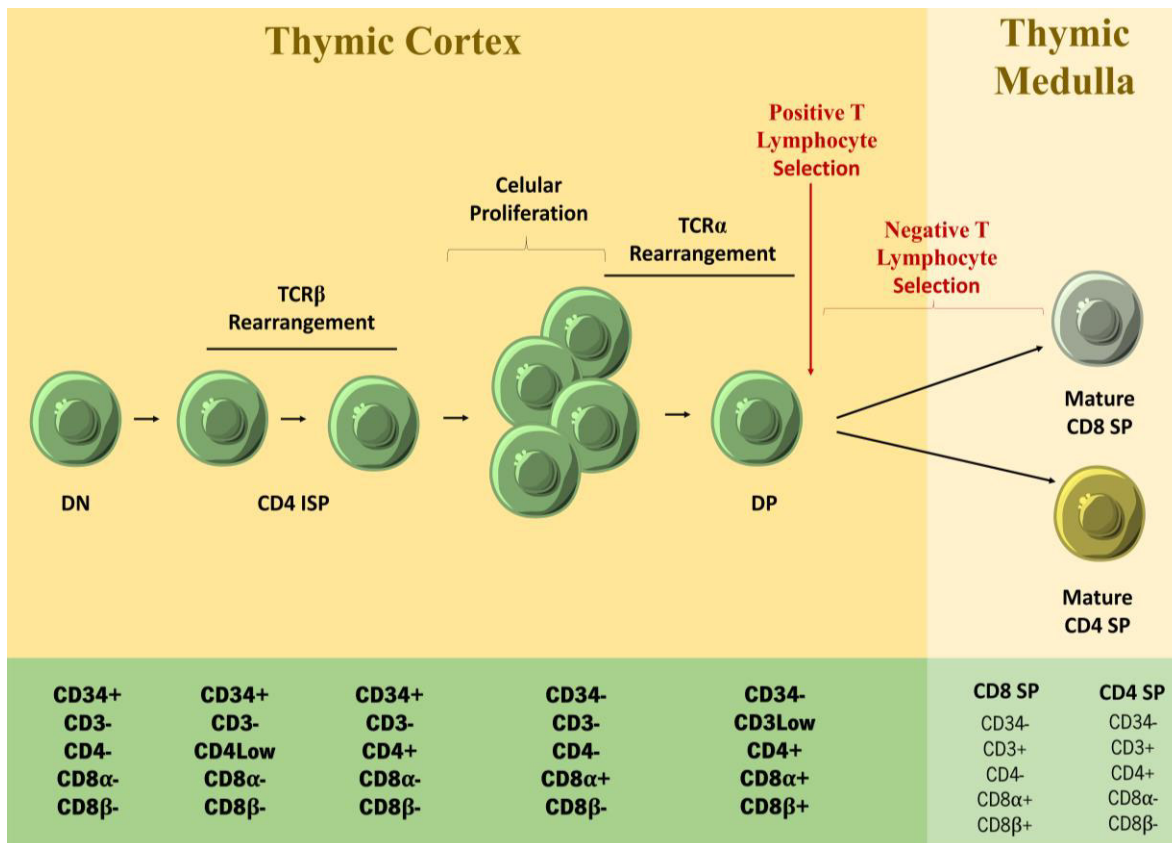 Thymic Cortex
Thymic
Medulla
Positive T
Lymphocyte
Selection
Celular
Proliferation
TCRα
Rearrangement
Negative T
Lymphocyte
Selection
TCRβ
Rearrangement
DN
CD4 ISP
DP
Mature
CD8 SP
Mature
CD4 SP
CD34+
CD3-
CD4-
CD8α-
CD8β-
CD34+
CD3-
CD4Low
CD8α-
CD8β-
CD34+
CD3-
CD4+
CD8α-
CD8β-
CD34-
CD3-
CD4-
CD8α+
CD8β-
CD34-
CD3Low
CD4+
CD8α+
CD8β+
CD8 SP
CD34-
CD3+
CD4-
CD8α+
CD8β+
CD4 SP
CD34-
CD3+
CD4+
CD8α-
CD8β-